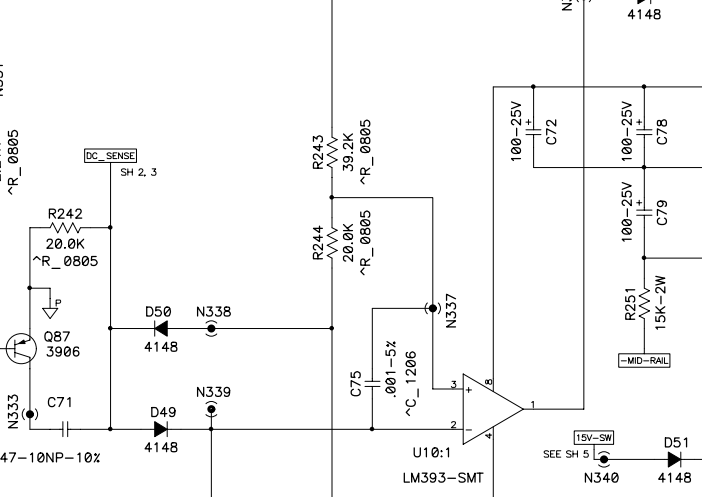 4148
^R_0805
DC_SENSE
SH 2, 3
R243
39.2K
^R_0805
100-25V
+
C72
100-25V
+
C78
R242
20.0K
^R_0805
R244
20.0K
^R_0805
100-25V
+
C79
P
Q87
3906
D50
4148
N338
N337
R251
15K-2W
-MID-RAIL
N333
C71
47-10NP-10%
D49
4148
N339
C75
.001-5%
^C_1206
3
+
8
1
2
-
4
U10:1
LM393-SMT
15V-SW
SEE SH 5
N340
D51
4148